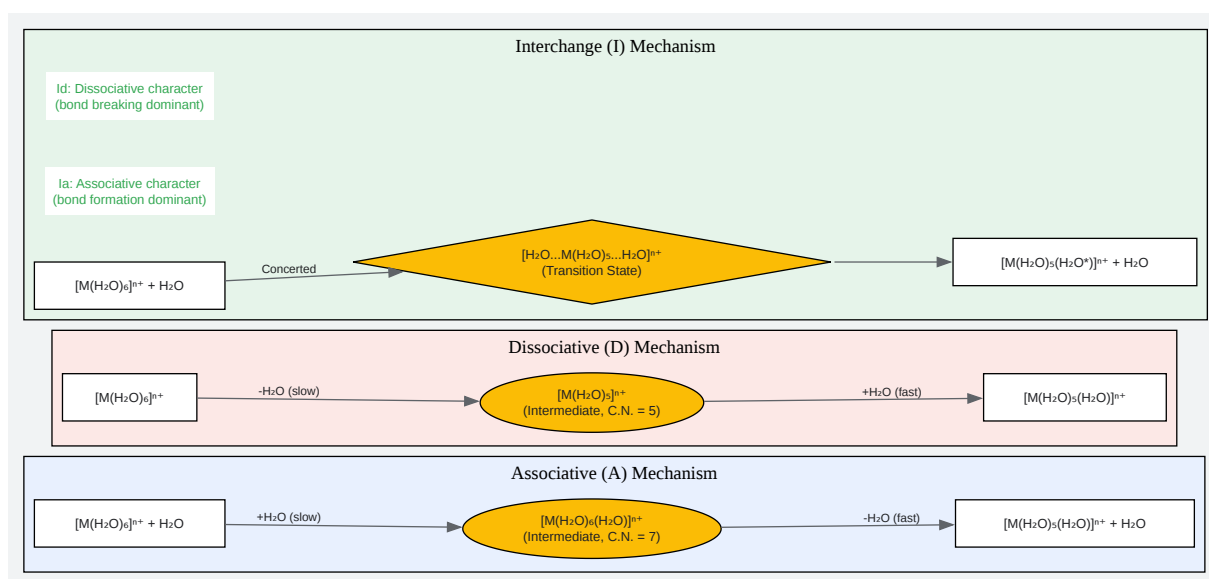 Interchange (I) Mechanism
Id: Dissociative character
(bond breaking dominant)
Ia: Associative character
(bond formation dominant)
[M(H₂O)₆]ⁿ⁺ + H₂O
Concerted
[H₂O...M(H₂O)₅...H₂O]ⁿ⁺
(Transition State)
[M(H₂O)₅(H₂O*)]ⁿ⁺ + H₂O
Dissociative (D) Mechanism
[M(H₂O)₆]ⁿ⁺
-H₂O (slow)
[M(H₂O)₅]ⁿ⁺
(Intermediate, C.N. = 5)
+H₂O (fast)
[M(H₂O)₅(H₂O)]ⁿ⁺
Associative (A) Mechanism
[M(H₂O)₆]ⁿ⁺ + H₂O
+H₂O (slow)
[M(H₂O)₆(H₂O)]ⁿ⁺
(Intermediate, C.N. = 7)
-H₂O (fast)
[M(H₂O)₅(H₂O)]ⁿ⁺ + H₂O